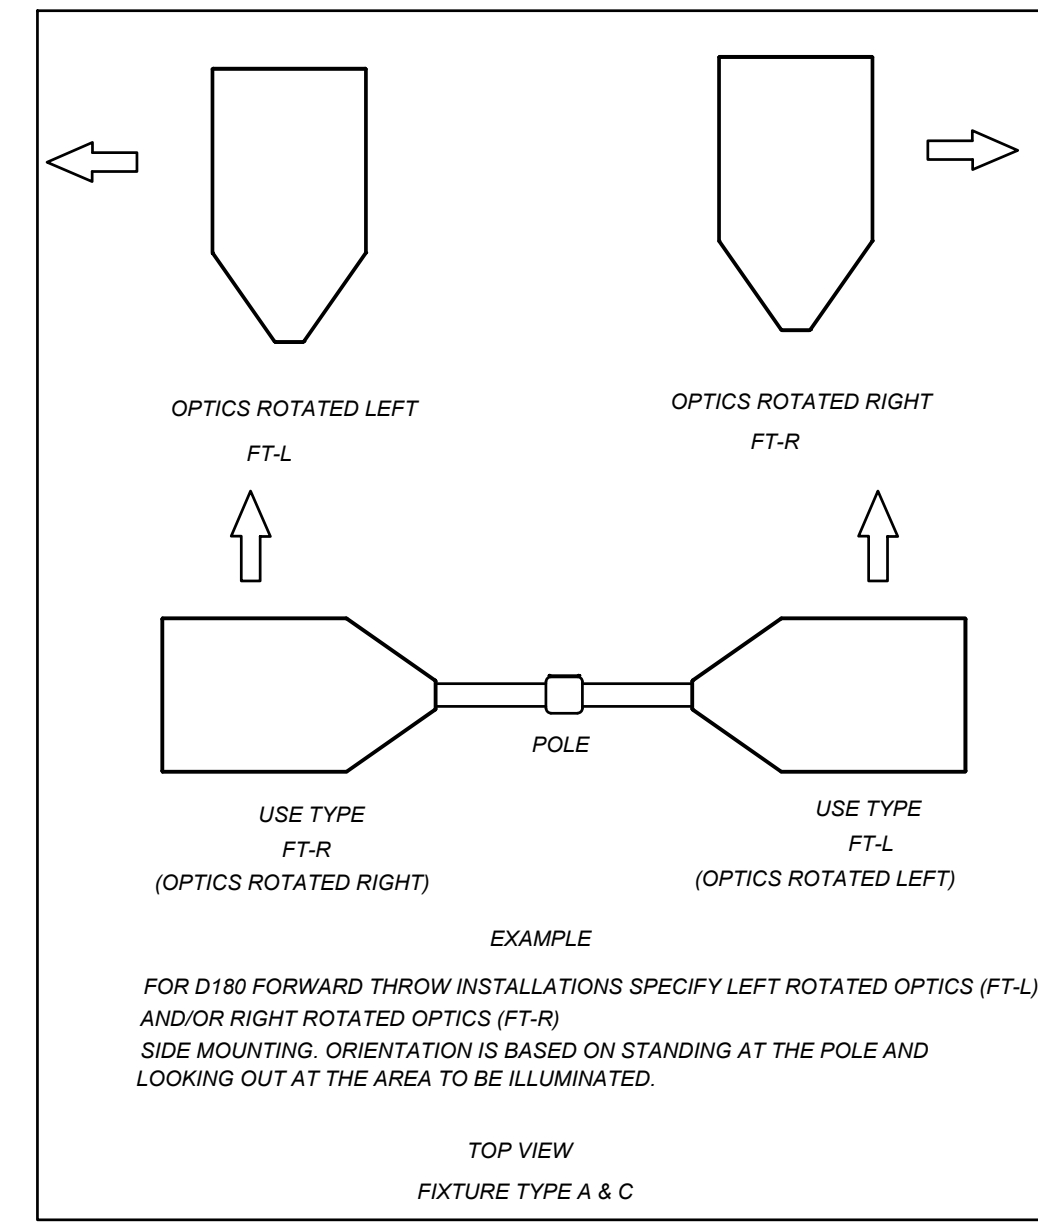 OPTICS ROTATED LEFT
FT-L
OPTICS ROTATED RIGHT
FT-R
POLE
USE TYPE
FT-R
(OPTICS ROTATED RIGHT)
USE TYPE
FT-L
(OPTICS ROTATED LEFT)
EXAMPLE
FOR D180 FORWARD THROW INSTALLATIONS SPECIFY LEFT ROTATED OPTICS (FT-L)
AND/OR RIGHT ROTATED OPTICS (FT-R)
SIDE MOUNTING. ORIENTATION IS BASED ON STANDING AT THE POLE AND
LOOKING OUT AT THE AREA TO BE ILLUMINATED.
TOP VIEW
FIXTURE TYPE A & C